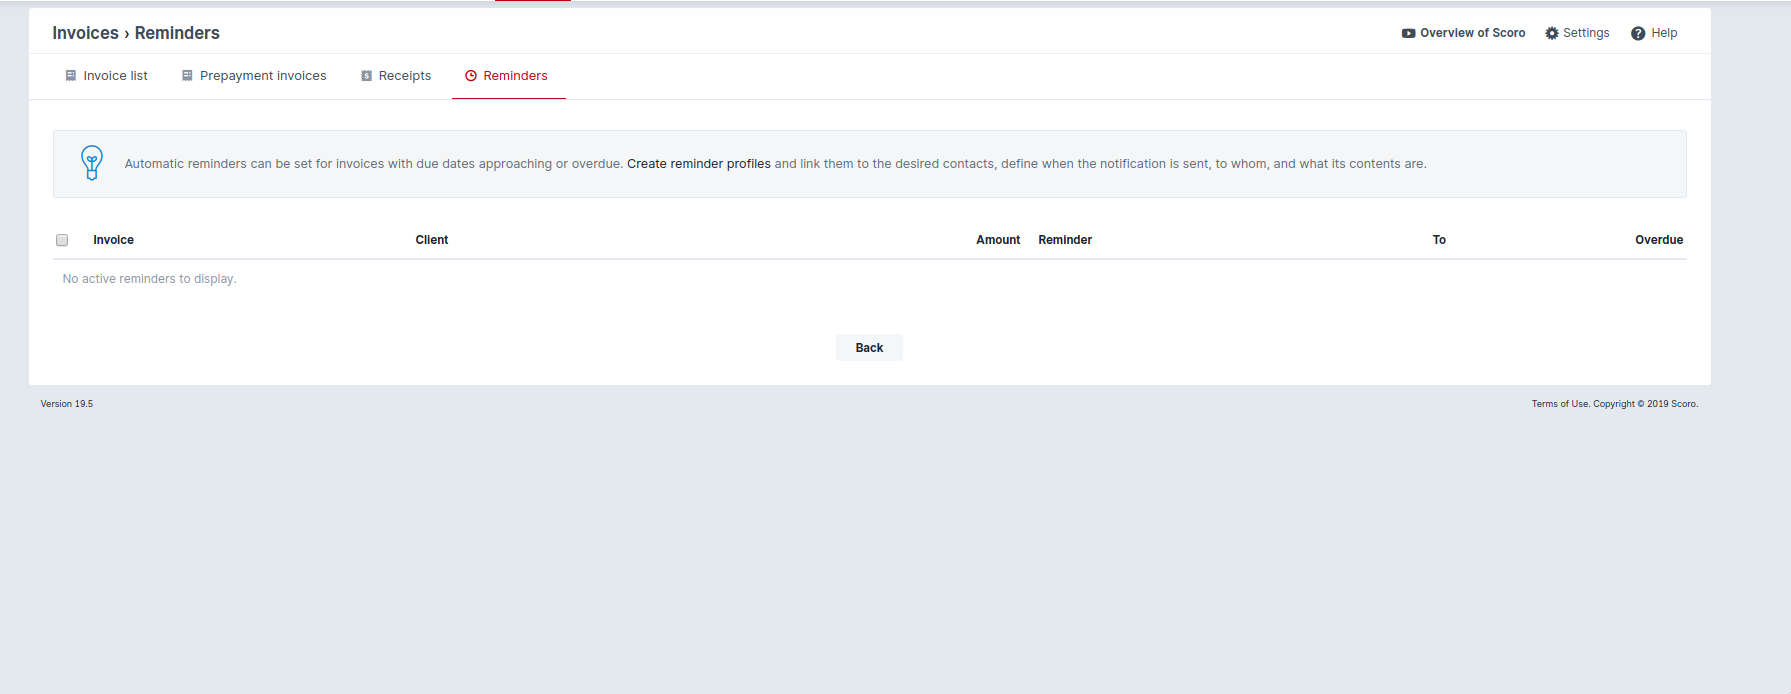 Invoices › Reminders
Overview of Scoro Settings Help
Invoice list Prepayment invoices Receipts Reminders
Automatic reminders can be set for invoices with due dates approaching or overdue. Create reminder profiles and link them to the desired contacts, define when the notification is sent, to whom, and what its contents are.
Invoice Client Amount Reminder To Overdue
No active reminders to display.
Back
Version 19.5 Terms of Use. Copyright © 2019 Scoro.